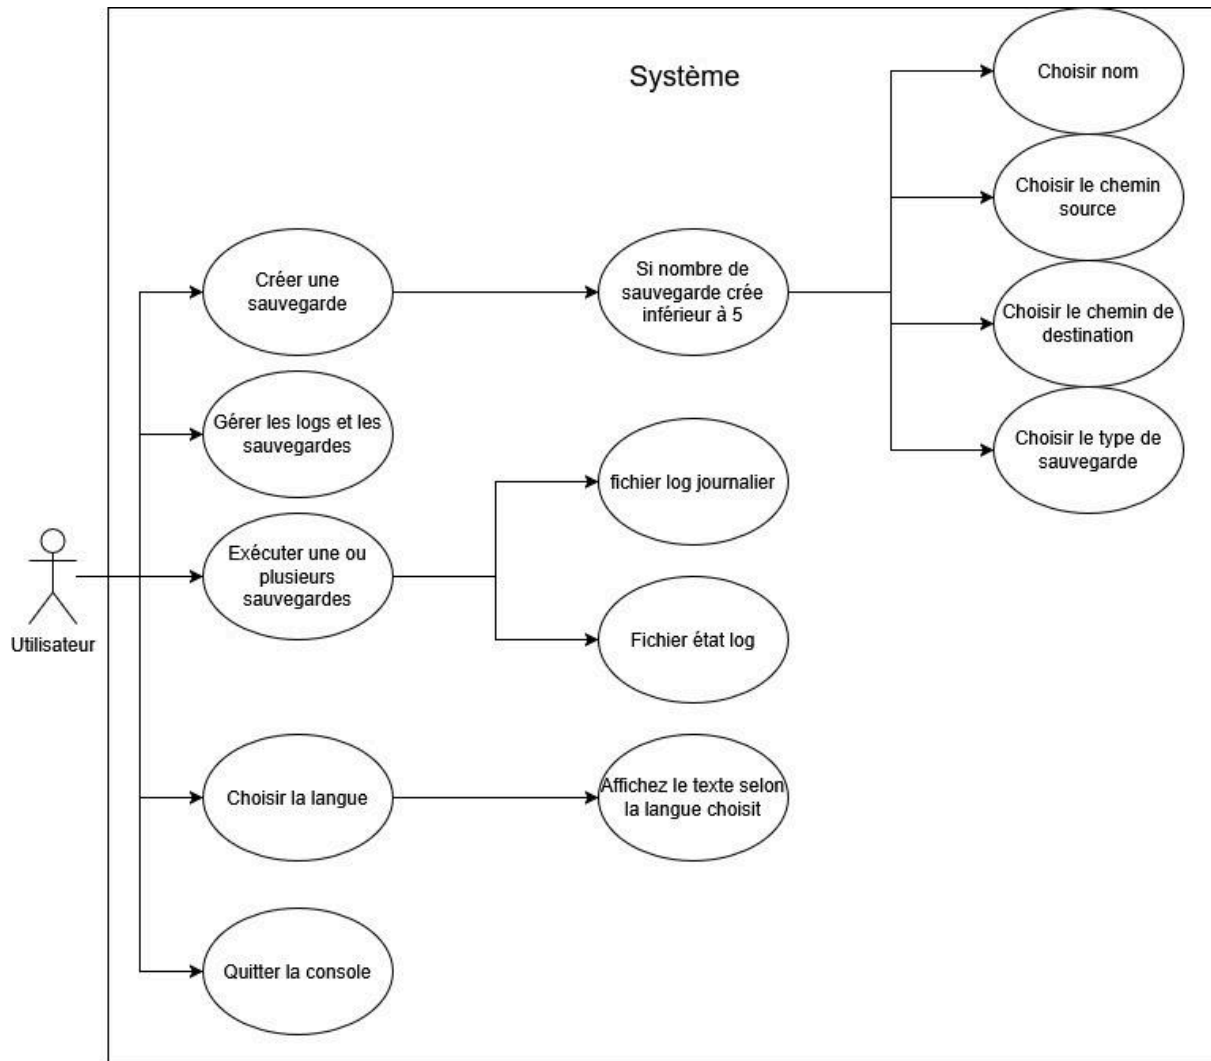 Système
Choisir nom
Choisir le chemin
source
Créer une
sauvegarde
Si nombre de
sauvegarde crée
inférieur à 5
Choisir le chemin de
destination
Gérer les logs et les
sauvegardes
Choisir le type de
sauvegarde
fichier log journalier
Exécuter une ou
plusieurs
sauvegardes
Utilisateur
Fichier état log
Choisir la langue
Affichez le texte selon
la langue choisit
Quitter la console